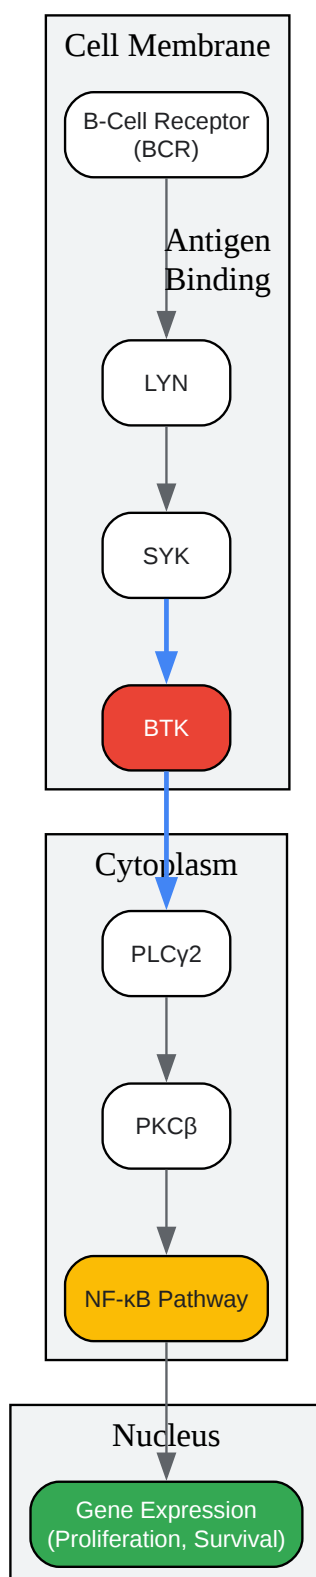 Cell Membrane
B-Cell Receptor
(BCR)
Antigen
Binding
LYN
SYK
BTK
Cytoplasm
PLCγ2
PKCβ
NF-κB Pathway
Nucleus
Gene Expression
(Proliferation, Survival)